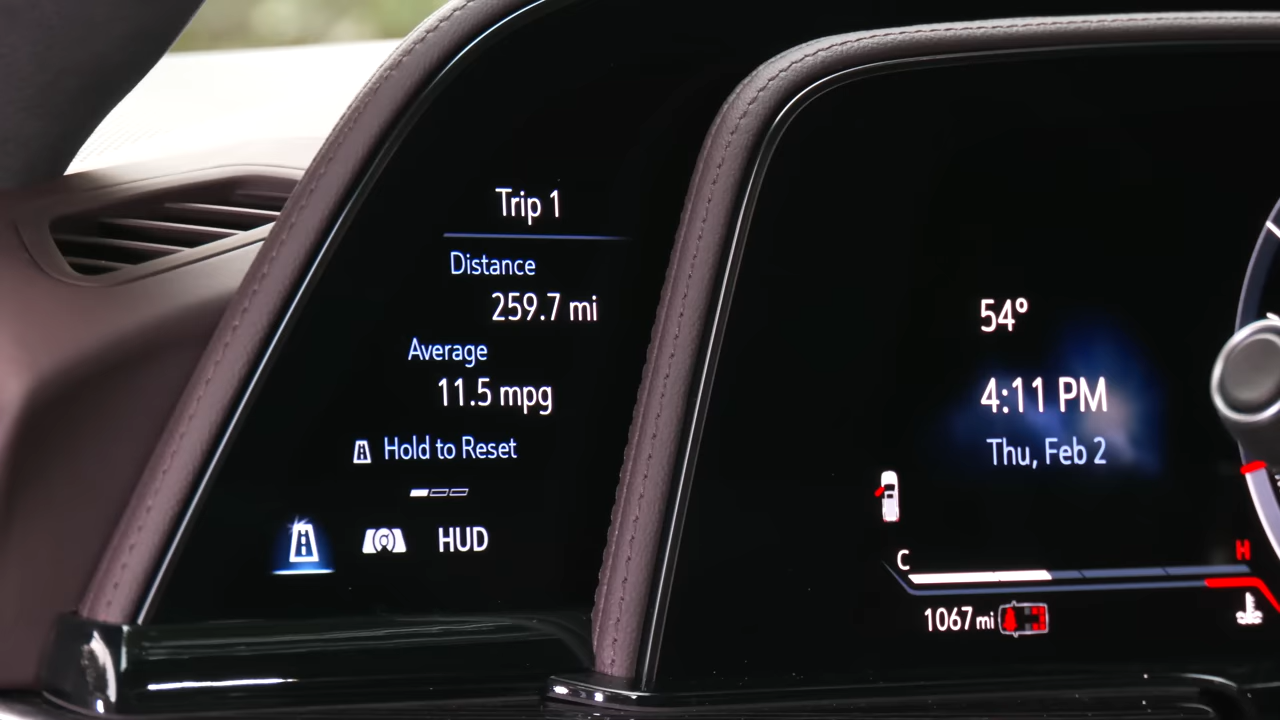 Trip 1
Distance
259.7 mi
Average
11.5 mpg
Hold to Reset
HUD
54°
4:11 PM
Thu, Feb 2
C
H
1067 mi